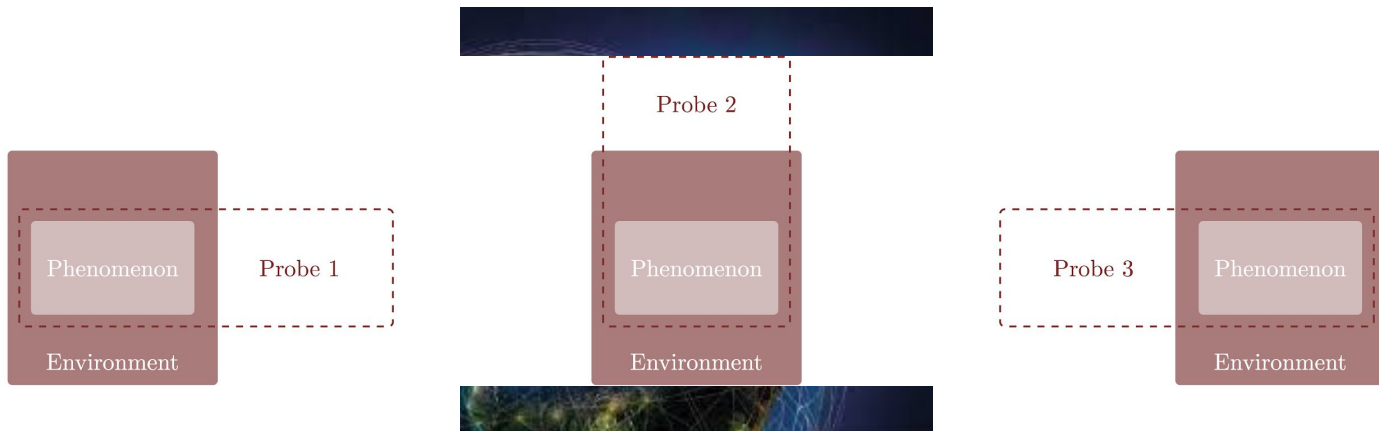 Probe 2
Phenomenon
Probe 1
Phenomenon
Probe 3
Phenomenon
Environment
Environment
Environment